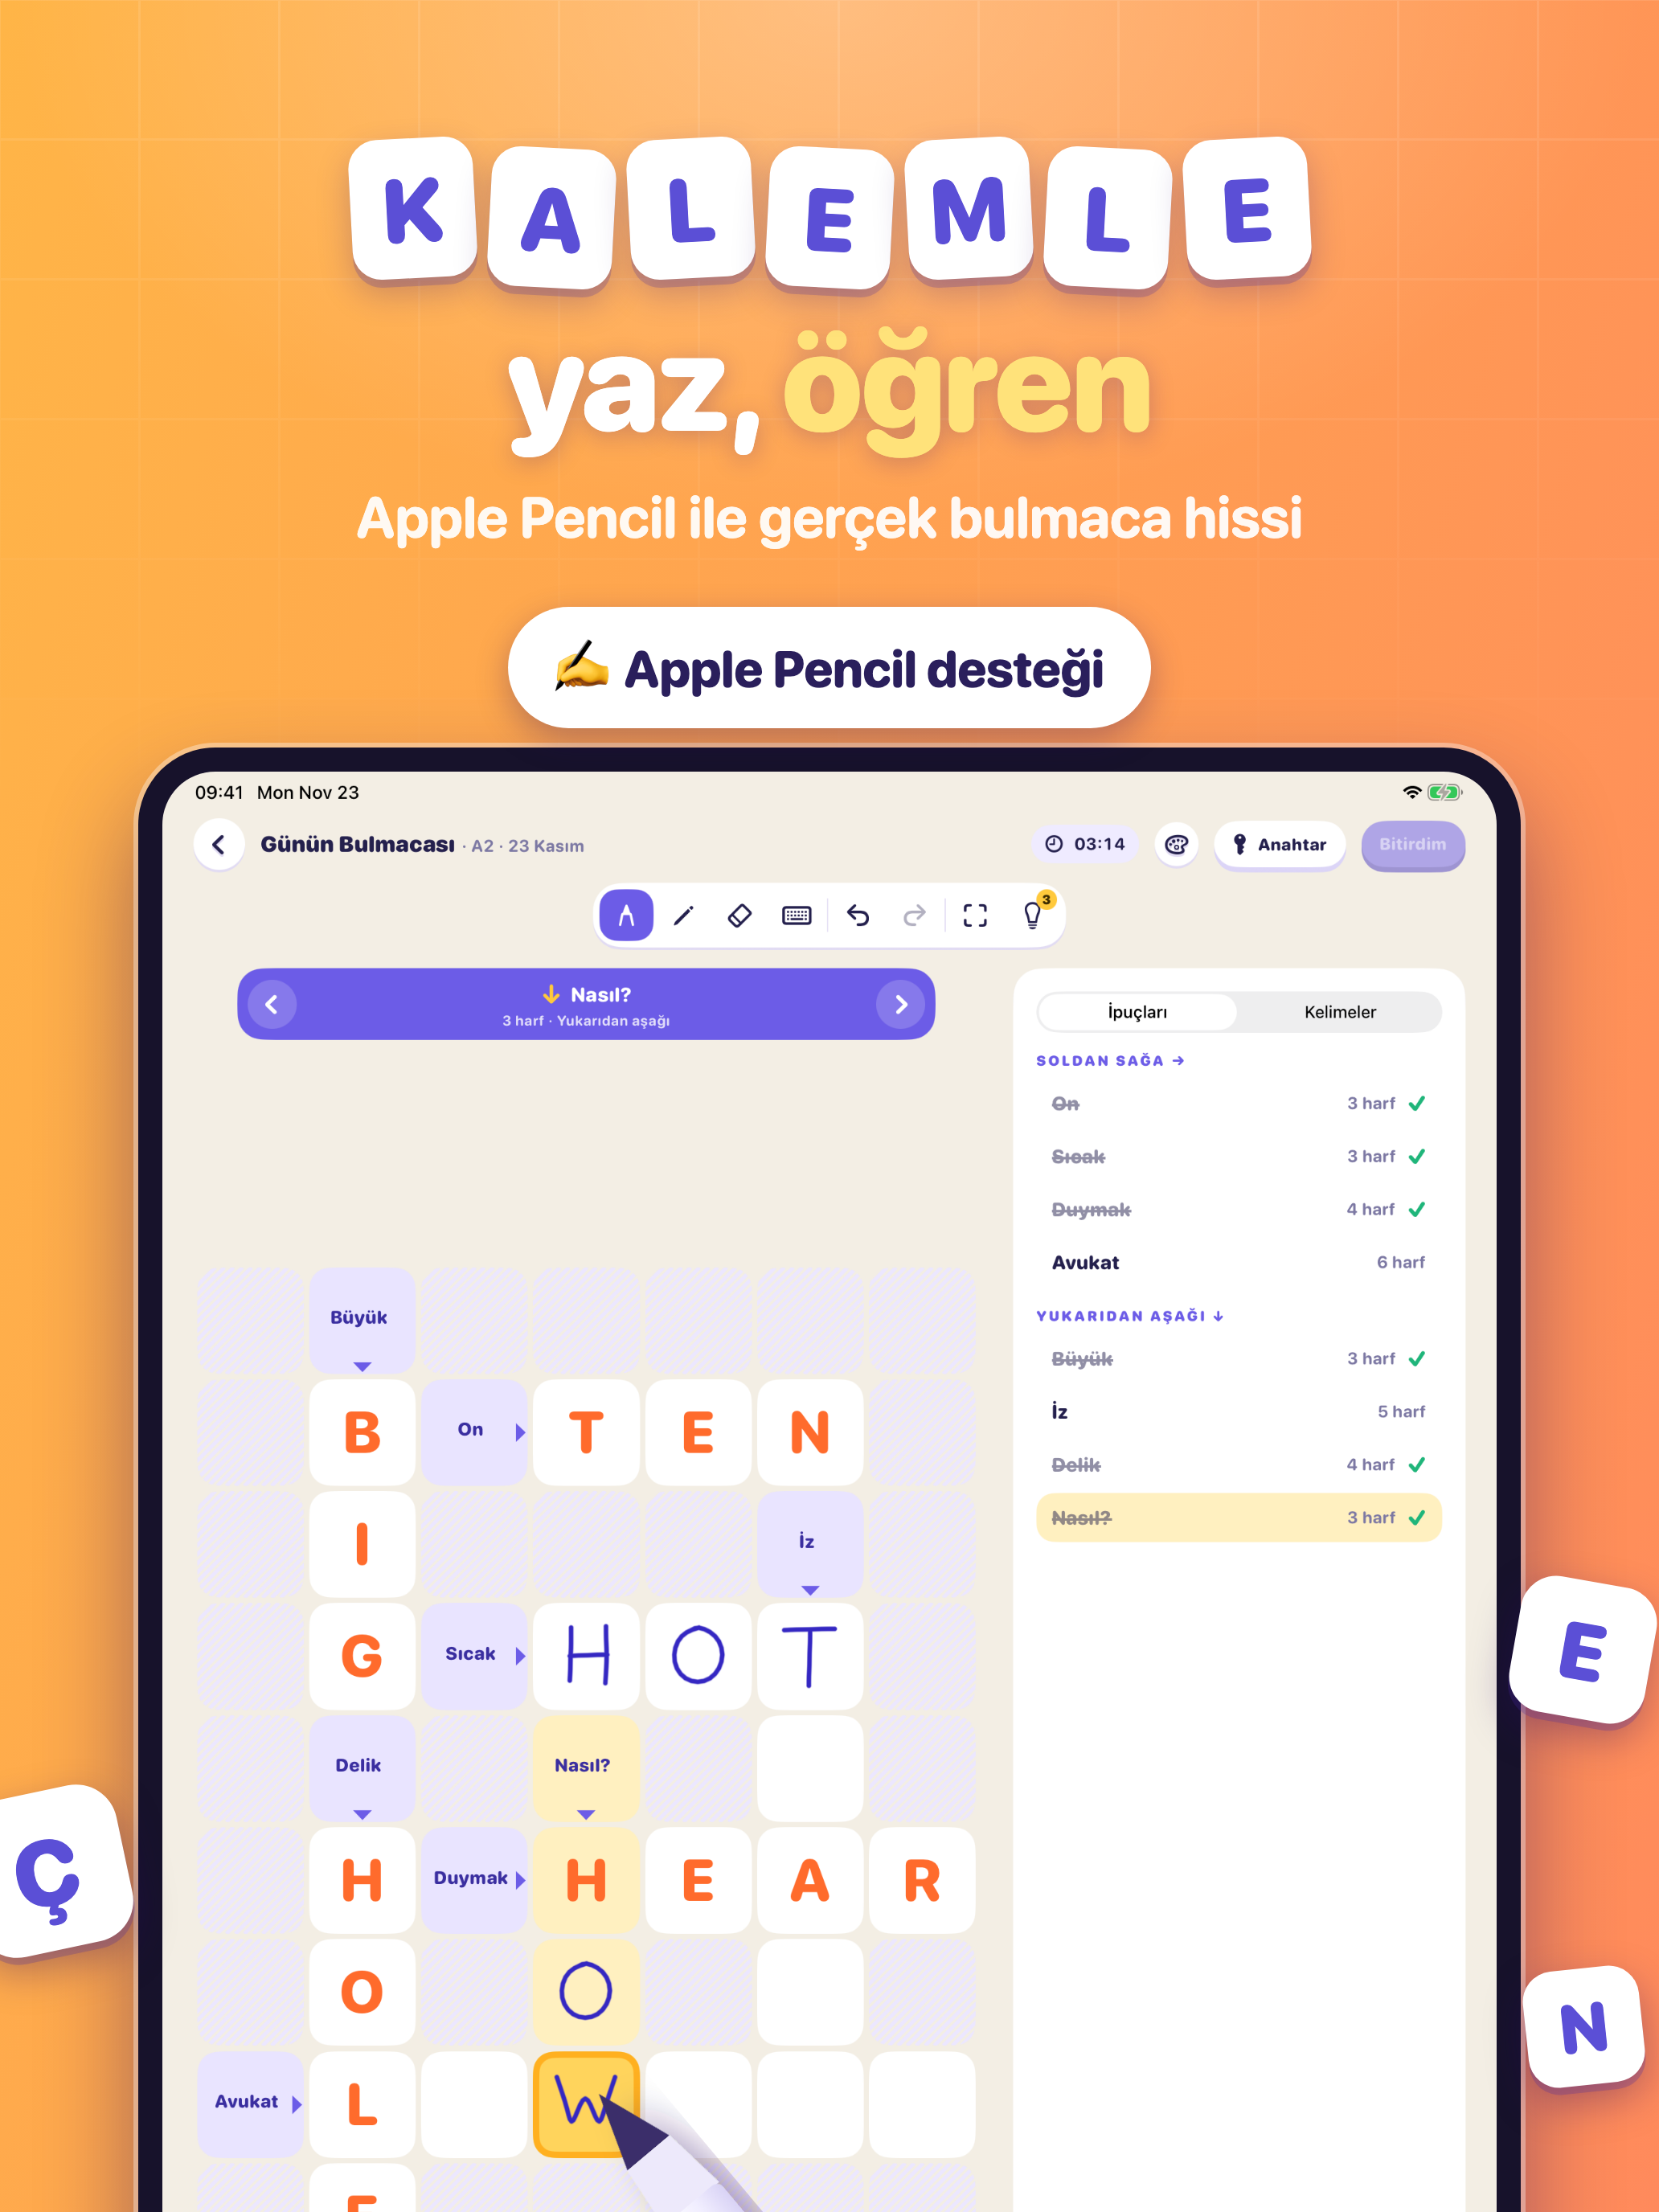 KALEMLE
yaz, öğren
Apple Pencil ile gerçek bulmaca hissi
✍️ Apple Pencil desteği
09:41 Mon Nov 23
Günün Bulmacası · A2 · 23 Kasım
03:14
Anahtar
Bitirdim
3
↓ Nasıl?
3 harf · Yukarıdan aşağı
İpuçları
Kelimeler
SOLDAN SAĞA →
On 3 harf ✓
Sıcak 3 harf ✓
Duymak 4 harf ✓
Avukat 6 harf
YUKARIDAN AŞAĞI ↓
Büyük 3 harf ✓
İz 5 harf
Delik 4 harf ✓
Nasıl? 3 harf ✓
Büyük
B On T E N
I İz
G Sıcak H O T
Delik Nasıl?
H Duymak H E A R
O O
Avukat L W
E
Ç
E
N